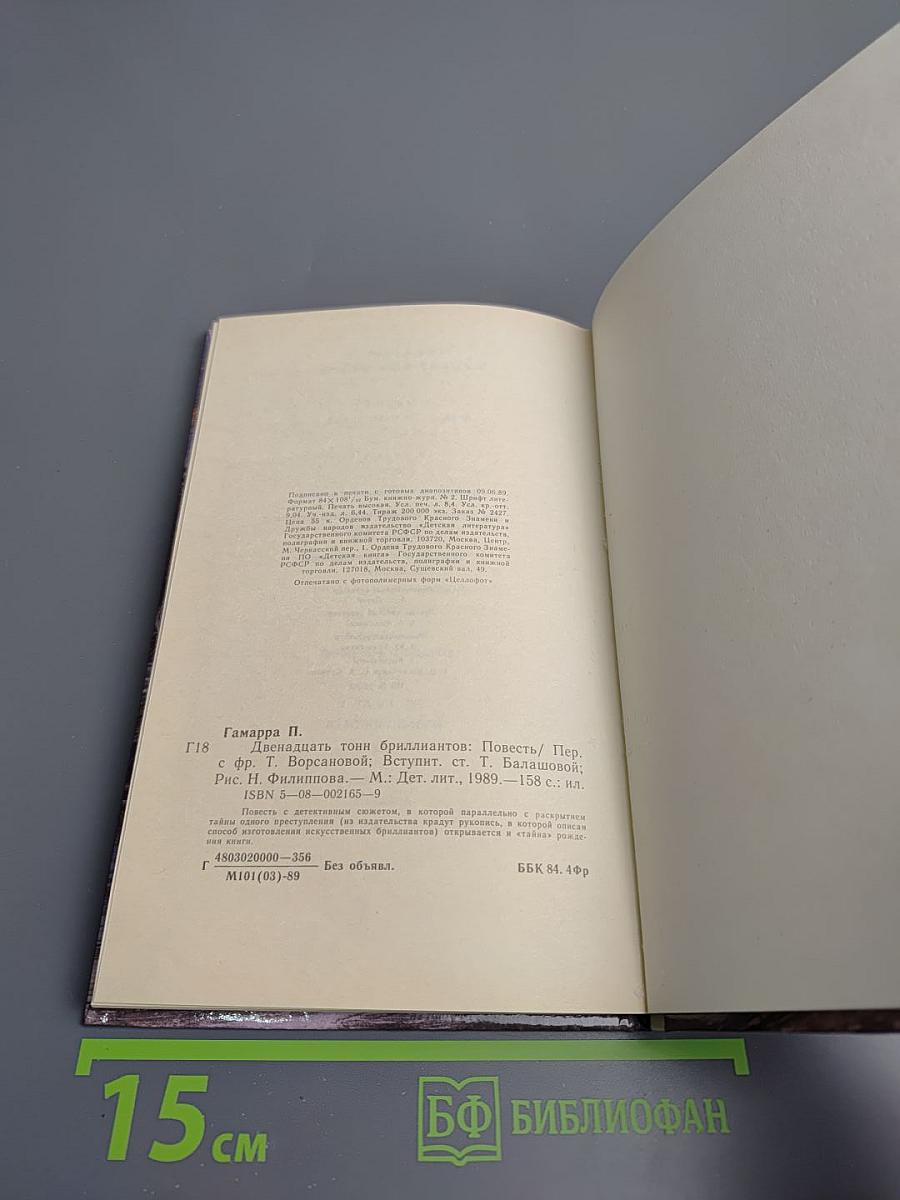 Подписано к печати с готовых диапозитивов 09.06.89.
Формат 84×108¹/₃₂ Бум. книжно-журн. № 2. Шрифт лите-
ратурный. Печать высокая. Усл. печ. л. 8,4. Усл. кр.-отт.
9,04. Уч.-изд. л. 6,44. Тираж 200 000 экз. Заказ № 2427.
Цена 55 к. Орденов Трудового Красного Знамени и
Дружбы народов издательство «Детская литература»
Государственного комитета РСФСР по делам издательств,
полиграфии и книжной торговли, 103720, Москва, Центр,
М. Черкасский пер., 1. Ордена Трудового Красного Знаме-
ни ПО «Детская книга» Государственного комитета
РСФСР по делам издательств, полиграфии и книжной
торговли, 127018, Москва, Сущевский вал, 49.
Отпечатано с фотополимерных форм «Целлофот»
Гамарра П.
Г18 Двенадцать тонн бриллиантов: Повесть/ Пер.
с фр. Т. Ворсановой; Вступит. ст. Т. Балашовой;
Рис. Н. Филиппова.— М.: Дет. лит., 1989.—158 с.: ил.
ISBN 5—08—002165—9
Повесть с детективным сюжетом, в которой параллельно с раскрытием
тайны одного преступления (из издательства крадут рукопись, в которой описан
способ изготовления искусственных бриллиантов) открывается и «тайна» рожде-
ния книги.
Г 4803020000—356 Без объявл. ББК 84.4Фр
М101(03)-89
15 см
БФ БИБЛИОФАН